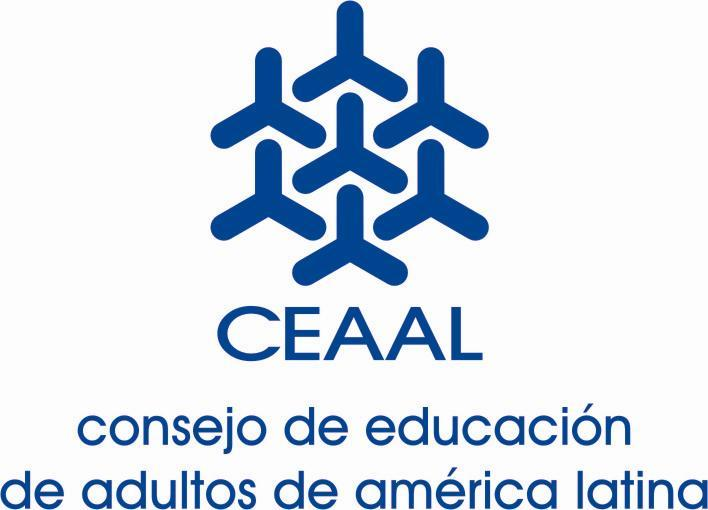 CEAAL
consejo de educación
de adultos de américa latina